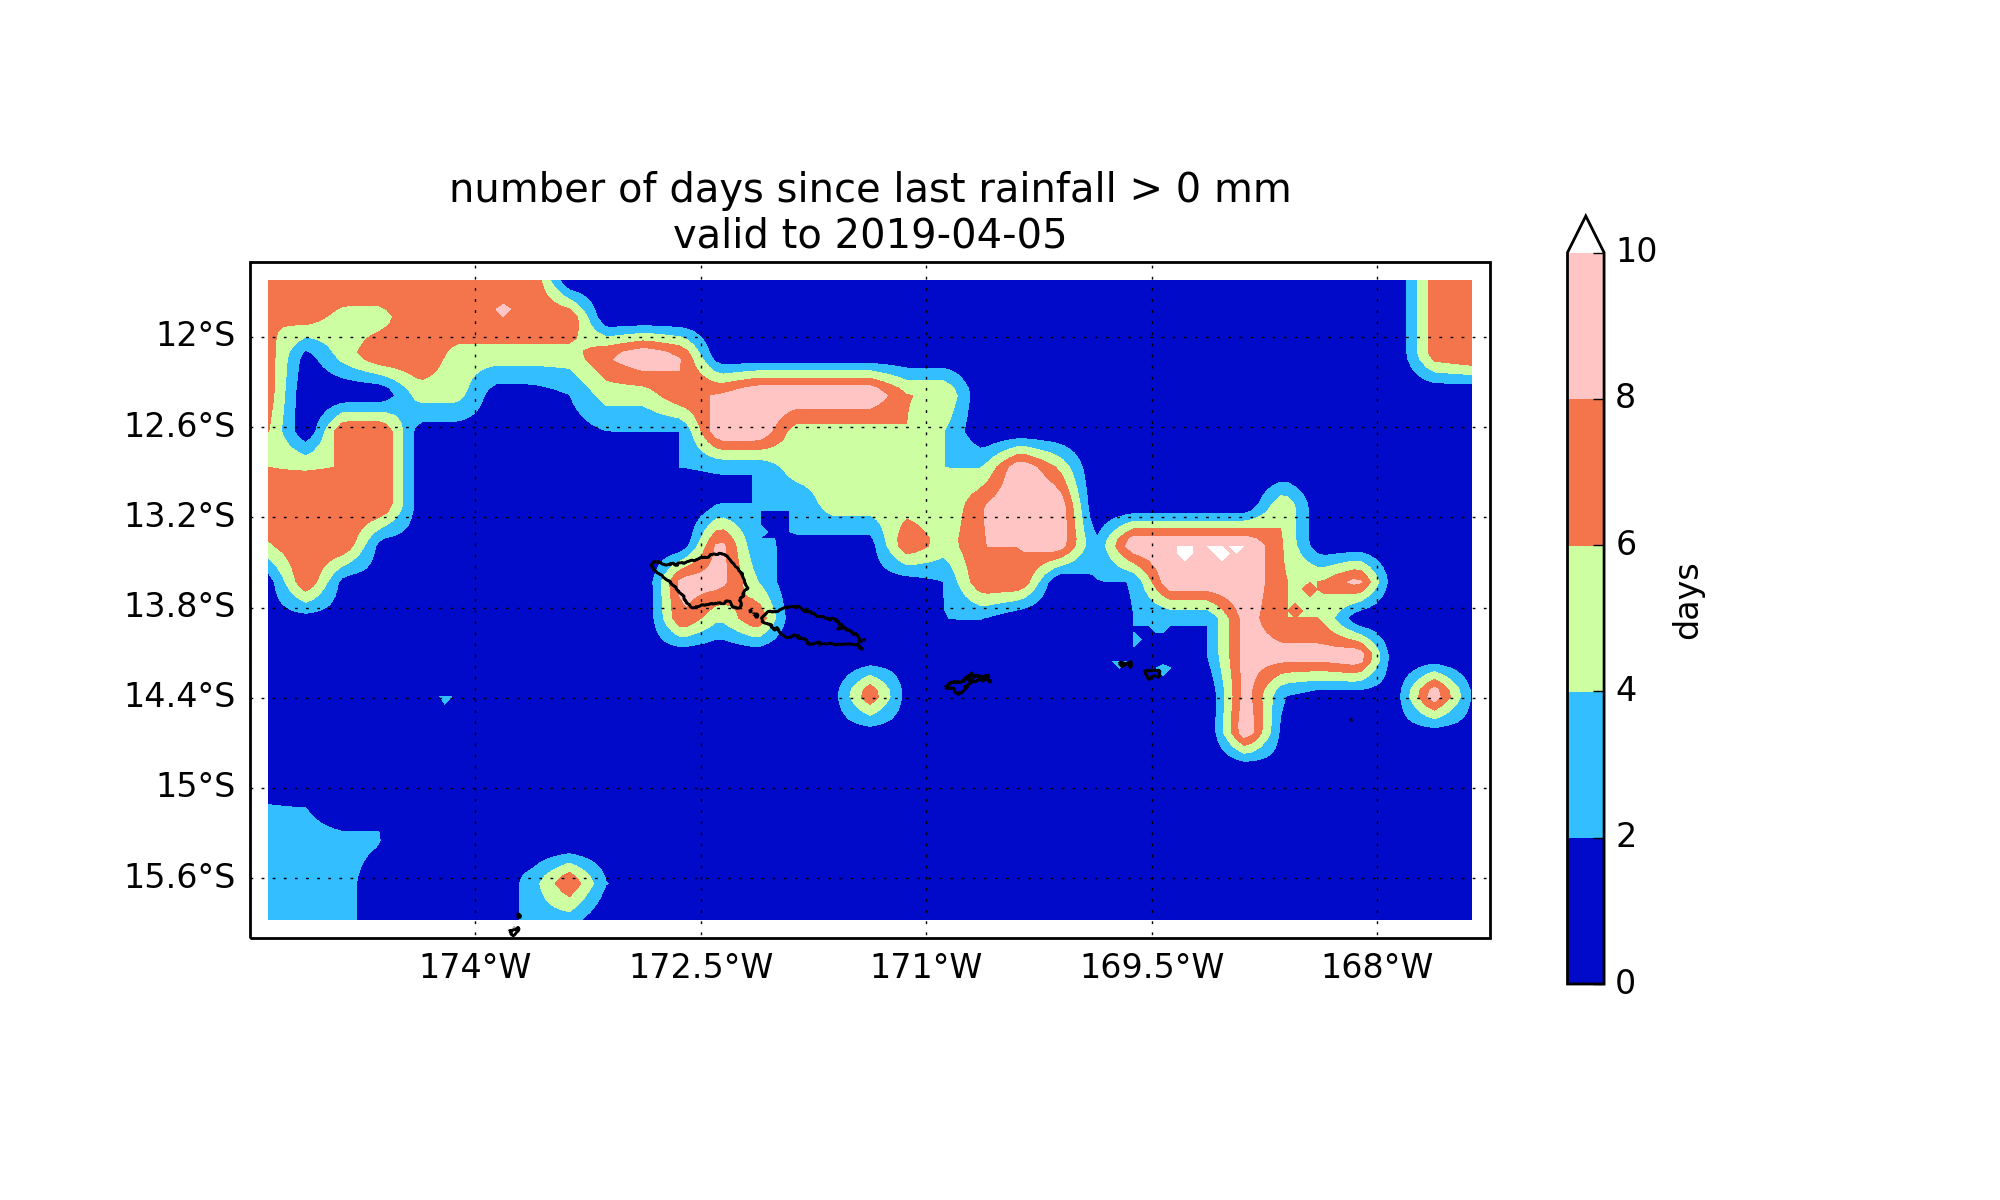 number of days since last rainfall > 0 mm
valid to 2019-04-05
12°S
12.6°S
13.2°S
13.8°S
14.4°S
15°S
15.6°S
174°W
172.5°W
171°W
169.5°W
168°W
10
8
6
4
2
0
days